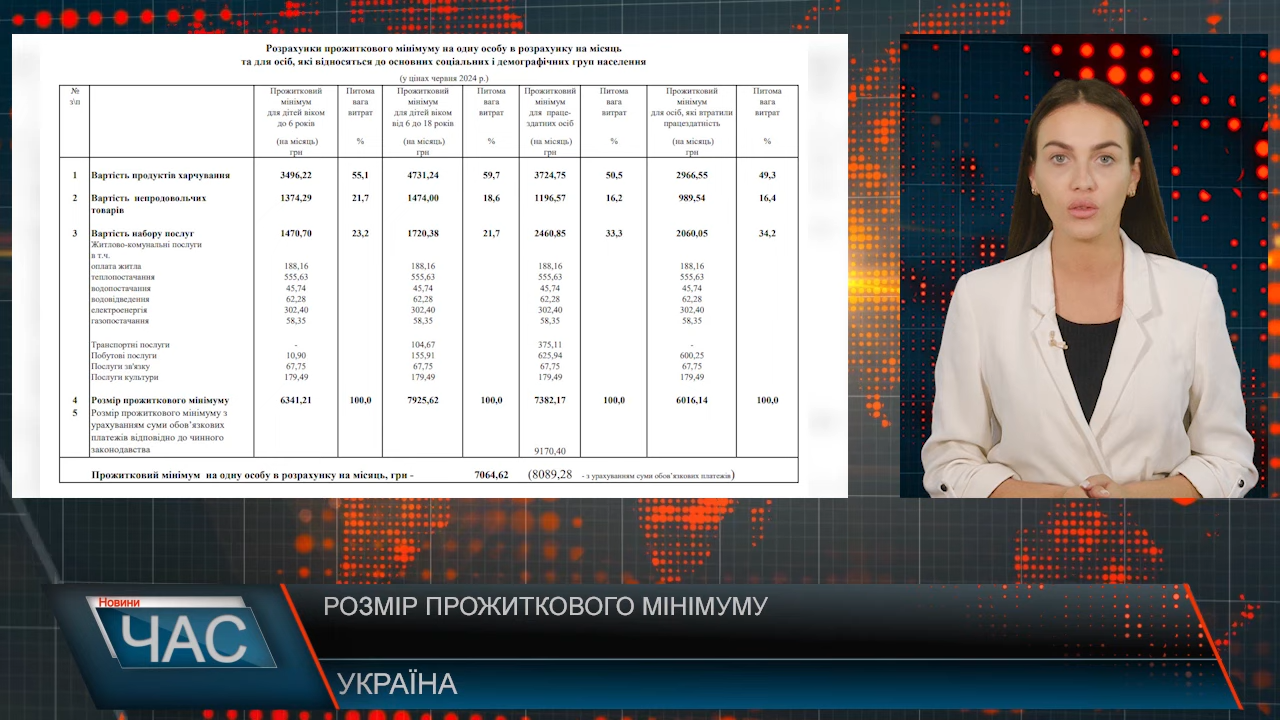 Розрахунки прожиткового мінімуму на одну особу в розрахунку на місяць
та для осіб, які відносяться до основних соціальних і демографічних груп населення
(у цінах червня 2024 р.)
№ з\п | | Прожитковий мінімум для дітей віком до 6 років (на місяць) грн | Питома вага витрат % | Прожитковий мінімум для дітей віком від 6 до 18 років (на місяць) грн | Питома вага витрат % | Прожитковий мінімум для праце-здатних осіб (на місяць) грн | Питома вага витрат % | Прожитковий мінімум для осіб, які втратили працездатність (на місяць) грн | Питома вага витрат %
1 Вартість продуктів харчування 3496,22 55,1 4731,24 59,7 3724,75 50,5 2966,55 49,3
2 Вартість непродовольчих 1374,29 21,7 1474,00 18,6 1196,57 16,2 989,54 16,4
товарів
3 Вартість набору послуг 1470,70 23,2 1720,38 21,7 2460,85 33,3 2060,05 34,2
Житлово-комунальні послуги
в т.ч.
оплата житла 188,16 188,16 188,16 188,16
теплопостачання 555,63 555,63 555,63 555,63
водопостачання 45,74 45,74 45,74 45,74
водовідведення 62,28 62,28 62,28 62,28
електроенергія 302,40 302,40 302,40 302,40
газопостачання 58,35 58,35 58,35 58,35
Транспортні послуги - 104,67 375,11 -
Побутові послуги 10,90 155,91 625,94 600,25
Послуги зв'язку 67,75 67,75 67,75 67,75
Послуги культури 179,49 179,49 179,49 179,49
4 Розмір прожиткового мінімуму 6341,21 100,0 7925,62 100,0 7382,17 100,0 6016,14 100,0
5 Розмір прожиткового мінімуму з
урахуванням суми обов'язкових
платежів відповідно до чинного
законодавства 9170,40
Прожитковий мінімум на одну особу в розрахунку на місяць, грн - 7064,62 (8089,28 - з урахуванням суми обов'язкових платежів)
Новини
ЧАС
РОЗМІР ПРОЖИТКОВОГО МІНІМУМУ
УКРАЇНА